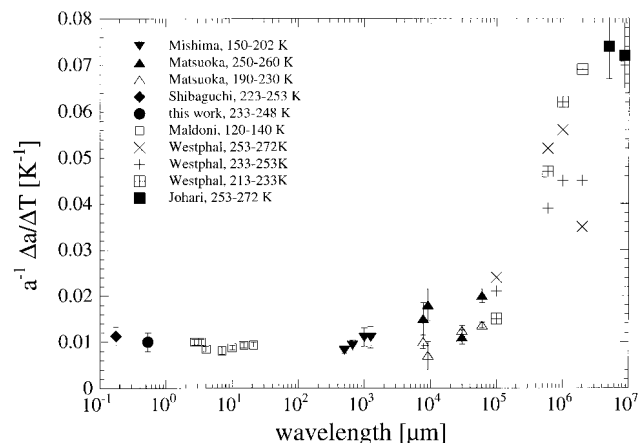 0.08
0.07
0.06
0.05
0.04
0.03
0.02
0.01
0
a⁻¹ Δa/ΔT [K⁻¹]
Mishima, 150-202 K
Matsuoka, 250-260 K
Matsuoka, 190-230 K
Shibaguchi, 223-253 K
this work, 233-248 K
Maldoni, 120-140 K
Westphal, 253-272K
Westphal, 233-253K
Westphal, 213-233K
Johari, 253-272 K
10⁻¹ 10⁰ 10¹ 10² 10³ 10⁴ 10⁵ 10⁶ 10⁷
wavelength [µm]